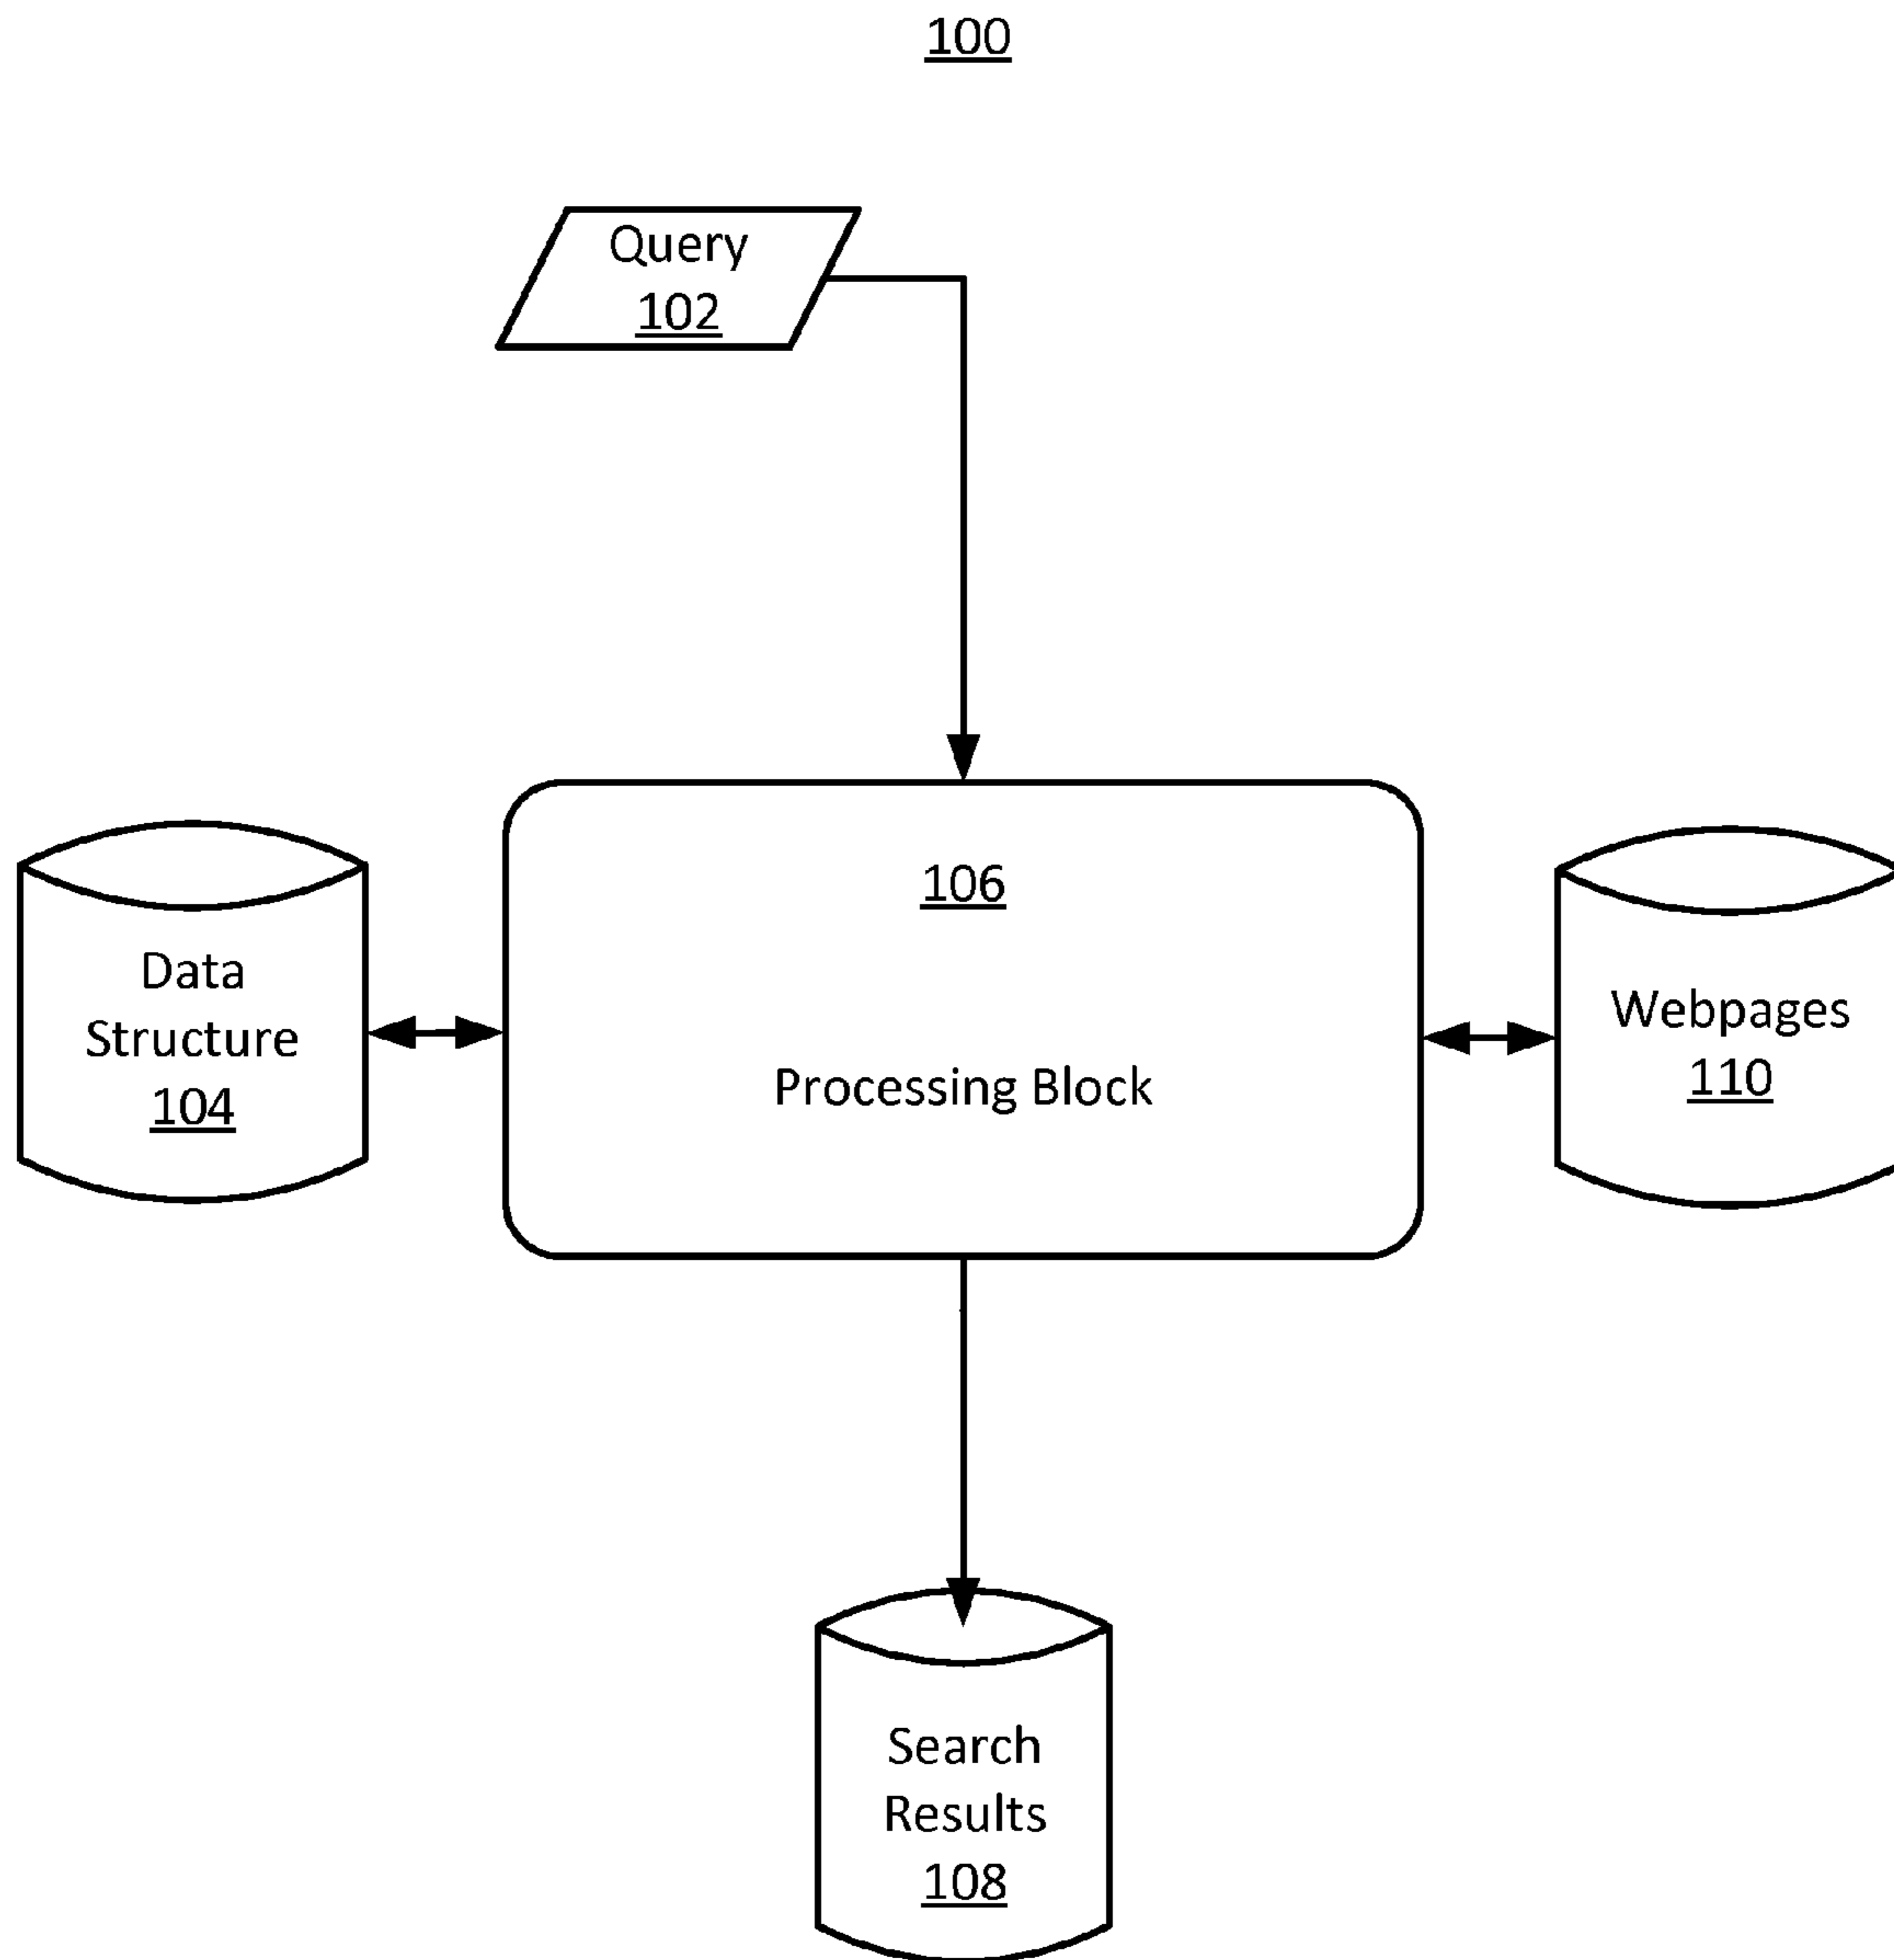 100
Query
102
106
Processing Block
Data
Structure
104
Webpages
110
Search
Results
108